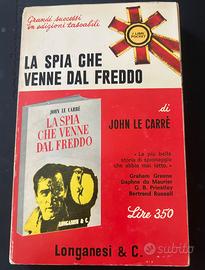 Grandi successi
in edizioni tascabili
I LIBRI
POCKET
LA SPIA CHE
VENNE DAL FREDDO
di
JOHN LE CARRÉ
JOHN LE CARRÉ
LA SPIA
CHE VENNE
DAL FREDDO
LONGANESI & C.
« La più bella
storia di spionaggio
che abbia mai letto. »
Graham Greene
Daphne du Maurier
G. B. Priestley
Bertrand Russell
Lire 350
Longanesi & C.
subito